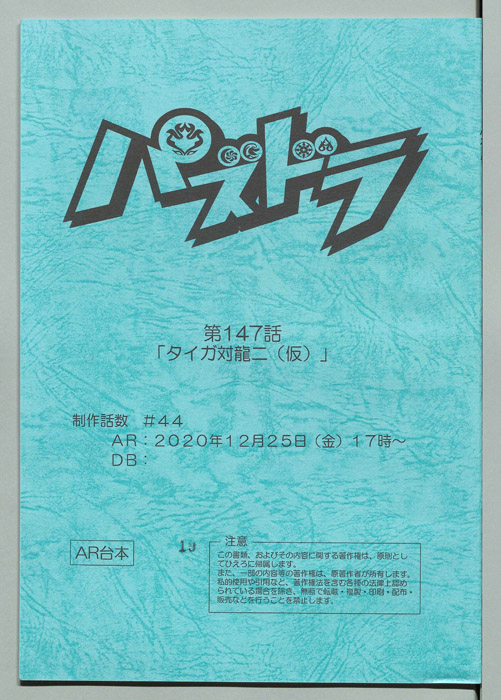 パズドラ
第147話
「タイガ対龍二（仮）」
制作話数　＃44
AR：2020年12月25日（金）17時～
DB：
AR台本
19
注意
この書類、およびその内容に関する著作権は、原則とし
てひえろに帰属します。
また、一部の内容等の著作権は、原著作者が所有します。
私的使用や引用など、著作権法を含む各種の法律上認め
られている場合を除き、無断で転載・複製・印刷・配布・
販売などを行うことを禁止します。